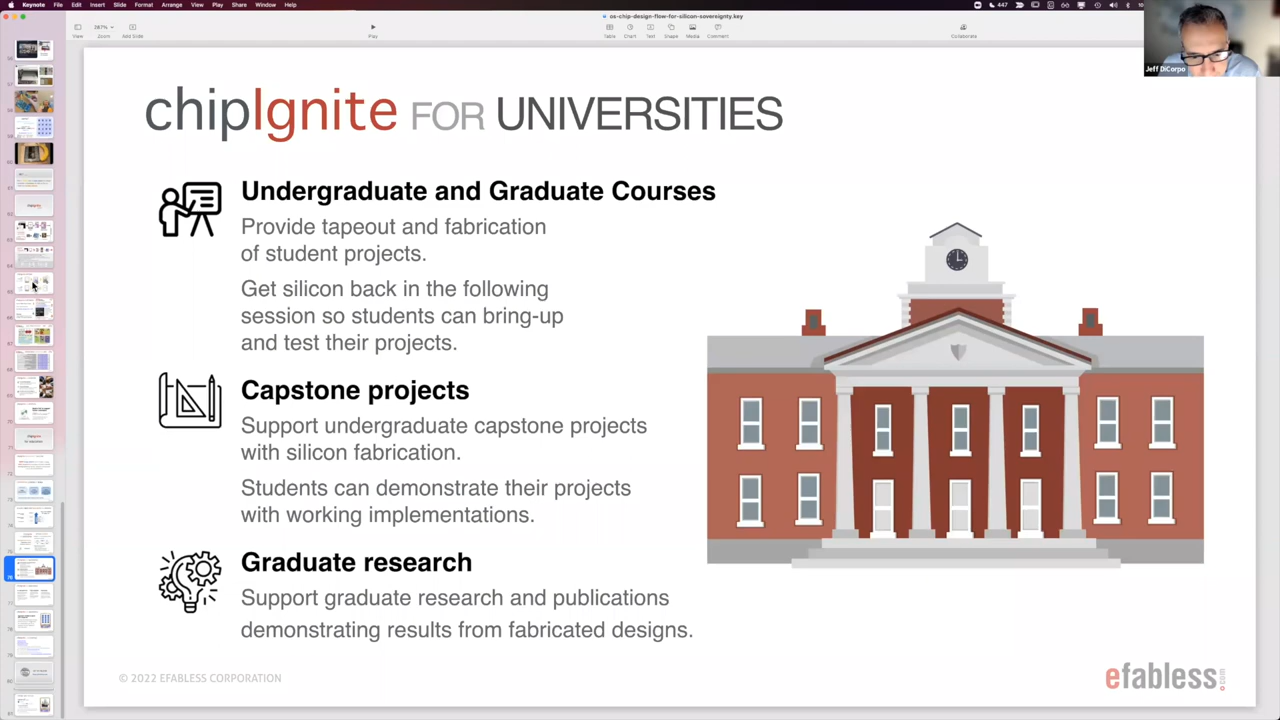 Keynote File Edit Insert Slide Format Arrange View Play Share Window Help
447
os-chip-design-flow-for-silicon-sovereignty.key
267%
View Zoom Add Slide Play Table Chart Text Shape Media Comment Collaborate
Jeff DiCorpo
chipIgnite FOR UNIVERSITIES
Undergraduate and Graduate Courses
Provide tapeout and fabrication
of student projects.
Get silicon back in the following
session so students can bring-up
and test their projects.
Capstone projects
Support undergraduate capstone projects
with silicon fabrication.
Students can demonstrate their projects
with working implementations.
Graduate research
Support graduate research and publications
demonstrating results from fabricated designs.
© 2022 EFABLESS CORPORATION
efabless.com